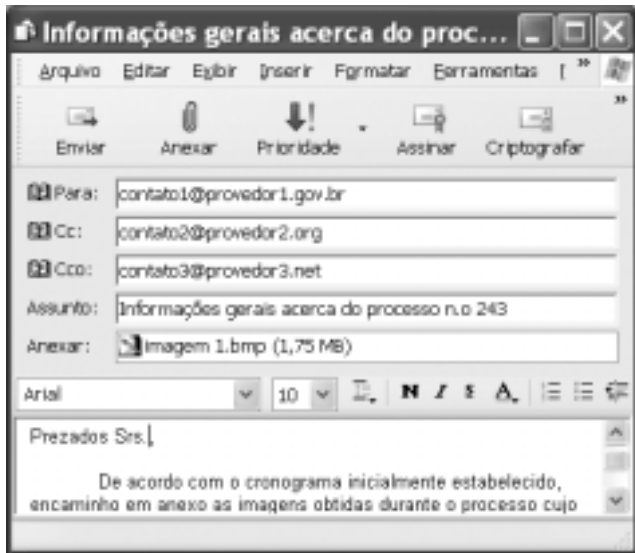 Informações gerais acerca do proc...
Arquivo Editar Exibir Inserir Formatar Ferramentas
Enviar Anexar Prioridade Assinar Criptografar
Para: contato1@provedor1.gov.br
Cc: contato2@provedor2.org
Cco: contato3@provedor3.net
Assunto: Informações gerais acerca do processo n.o 243
Anexar: imagem 1.bmp (1,75 MB)
Arial 10 N I S A
Prezados Srs.,
De acordo com o cronograma inicialmente estabelecido,
encaminho em anexo as imagens obtidas durante o processo cujo